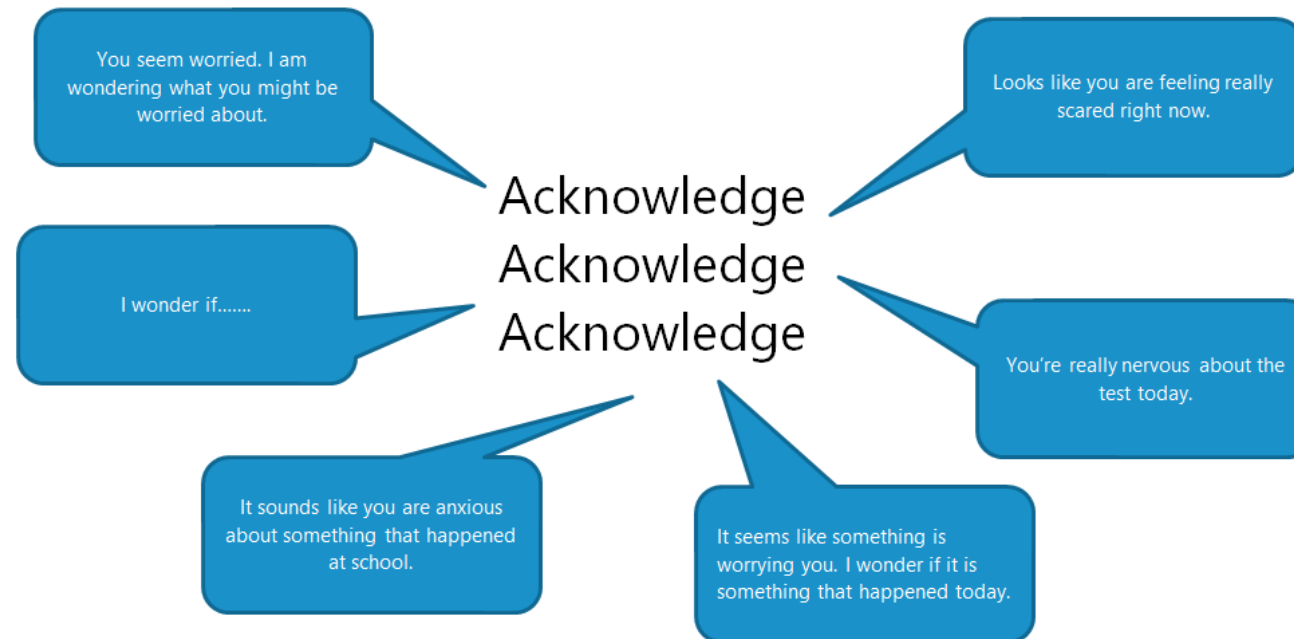 You seem worried. I am
wondering what you might be
worried about.
Looks like you are feeling really
scared right now.
Acknowledge
Acknowledge
Acknowledge
I wonder if.......
You’re really nervous about the
test today.
It sounds like you are anxious
about something that happened
at school.
It seems like something is
worrying you. I wonder if it is
something that happened today.